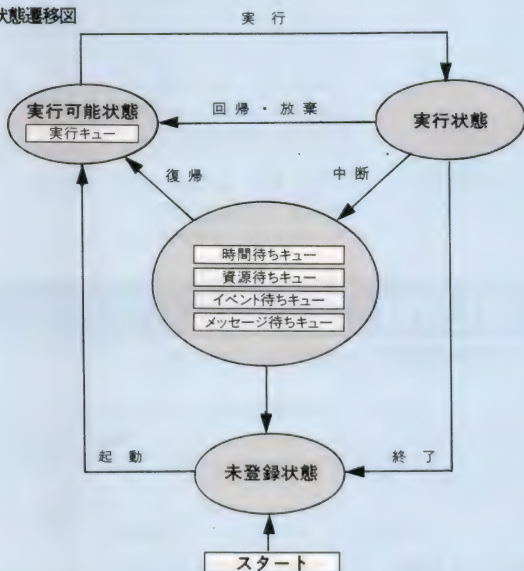 状態遷移図
実行
実行可能状態
実行キュー
回帰・放棄
実行状態
復帰
中断
時間待ちキュー
資源待ちキュー
イベント待ちキュー
メッセージ待ちキュー
起動
未登録状態
終了
スタート